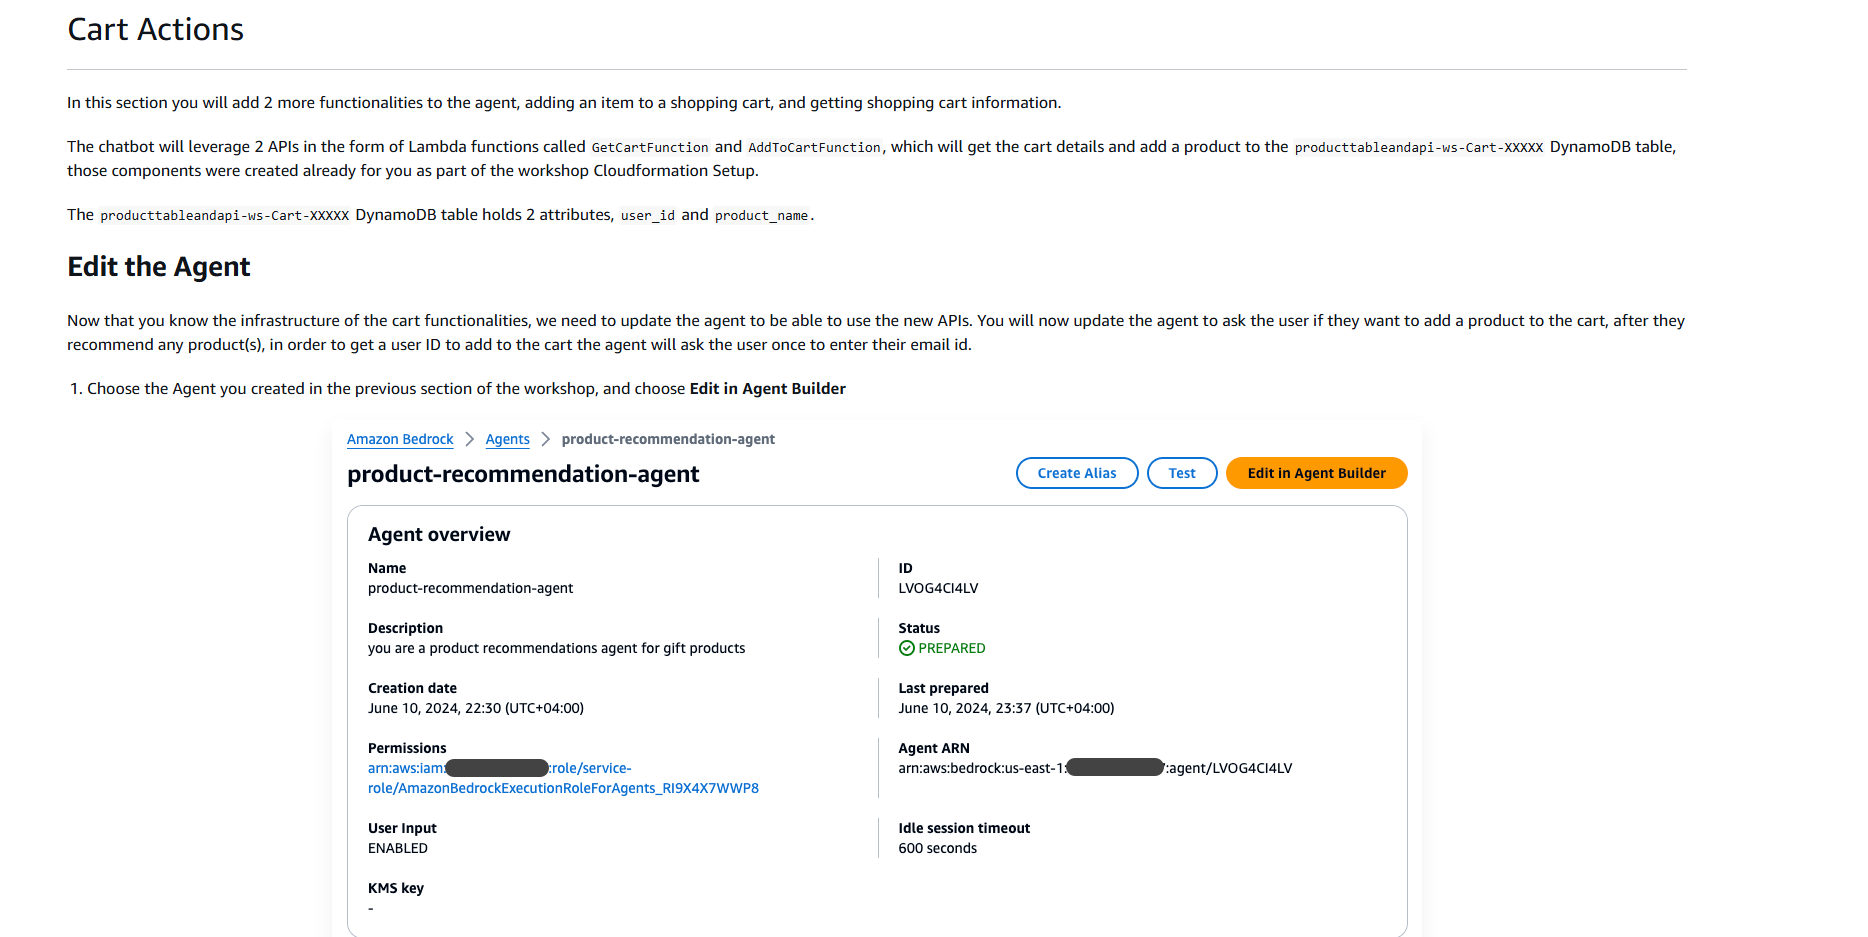 Cart Actions
In this section you will add 2 more functionalities to the agent, adding an item to a shopping cart, and getting shopping cart information.
The chatbot will leverage 2 APIs in the form of Lambda functions called GetCartFunction and AddToCartFunction, which will get the cart details and add a product to the producttableandapi-ws-Cart-XXXXX DynamoDB table,
those components were created already for you as part of the workshop Cloudformation Setup.
The producttableandapi-ws-Cart-XXXXX DynamoDB table holds 2 attributes, user_id and product_name.
Edit the Agent
Now that you know the infrastructure of the cart functionalities, we need to update the agent to be able to use the new APIs. You will now update the agent to ask the user if they want to add a product to the cart, after they
recommend any product(s), in order to get a user ID to add to the cart the agent will ask the user once to enter their email id.
1. Choose the Agent you created in the previous section of the workshop, and choose Edit in Agent Builder
Amazon Bedrock > Agents > product-recommendation-agent
product-recommendation-agent
Create Alias Test Edit in Agent Builder
Agent overview
Name
product-recommendation-agent
ID
LVOG4CI4LV
Description
you are a product recommendations agent for gift products
Status
PREPARED
Creation date
June 10, 2024, 22:30 (UTC+04:00)
Last prepared
June 10, 2024, 23:37 (UTC+04:00)
Permissions
arn:aws:iam: :role/service-
role/AmazonBedrockExecutionRoleForAgents_RI9X4X7WWP8
Agent ARN
arn:aws:bedrock:us-east-1: :agent/LVOG4CI4LV
User Input
ENABLED
Idle session timeout
600 seconds
KMS key
-